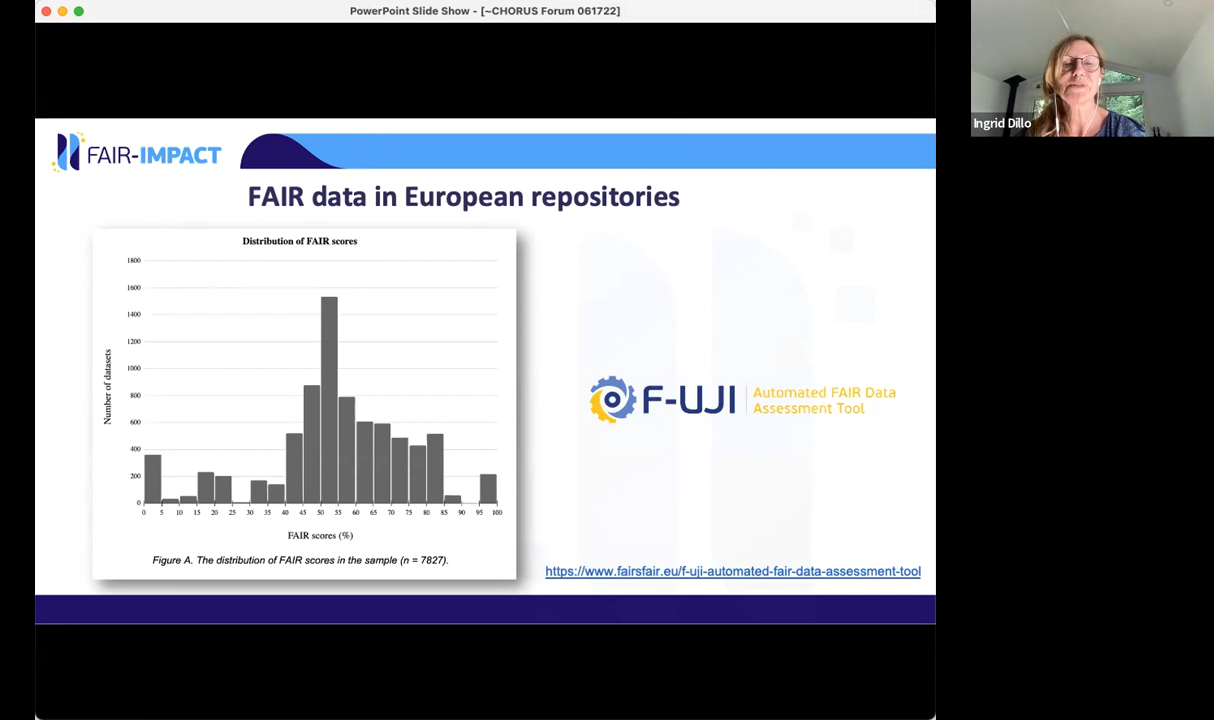 PowerPoint Slide Show - [~CHORUS Forum 061722]
Ingrid Dillo
FAIR-IMPACT
FAIR data in European repositories
Distribution of FAIR scores
1800
1600
1400
1200
1000
800
600
400
200
0
Number of datasets
0 5 10 15 20 25 30 35 40 45 50 55 60 65 70 75 80 85 90 95 100
FAIR scores (%)
Figure A. The distribution of FAIR scores in the sample (n = 7827).
F-UJI
Automated FAIR Data
Assessment Tool
https://www.fairsfair.eu/f-uji-automated-fair-data-assessment-tool